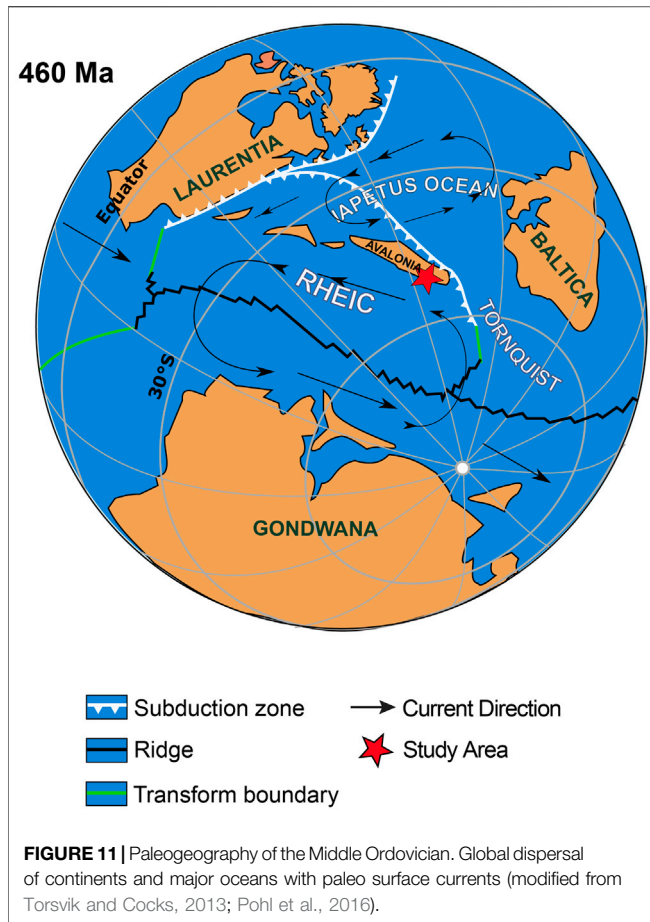 460 Ma
Equator
LAURENTIA
IAPETUS OCEAN
AVALONIA
BALTICA
RHEIC
TORNQUIST
30°S
GONDWANA
Subduction zone
Current Direction
Ridge
Study Area
Transform boundary
FIGURE 11 | Paleogeography of the Middle Ordovician. Global dispersal
of continents and major oceans with paleo surface currents (modified from
Torsvik and Cocks, 2013; Pohl et al., 2016).